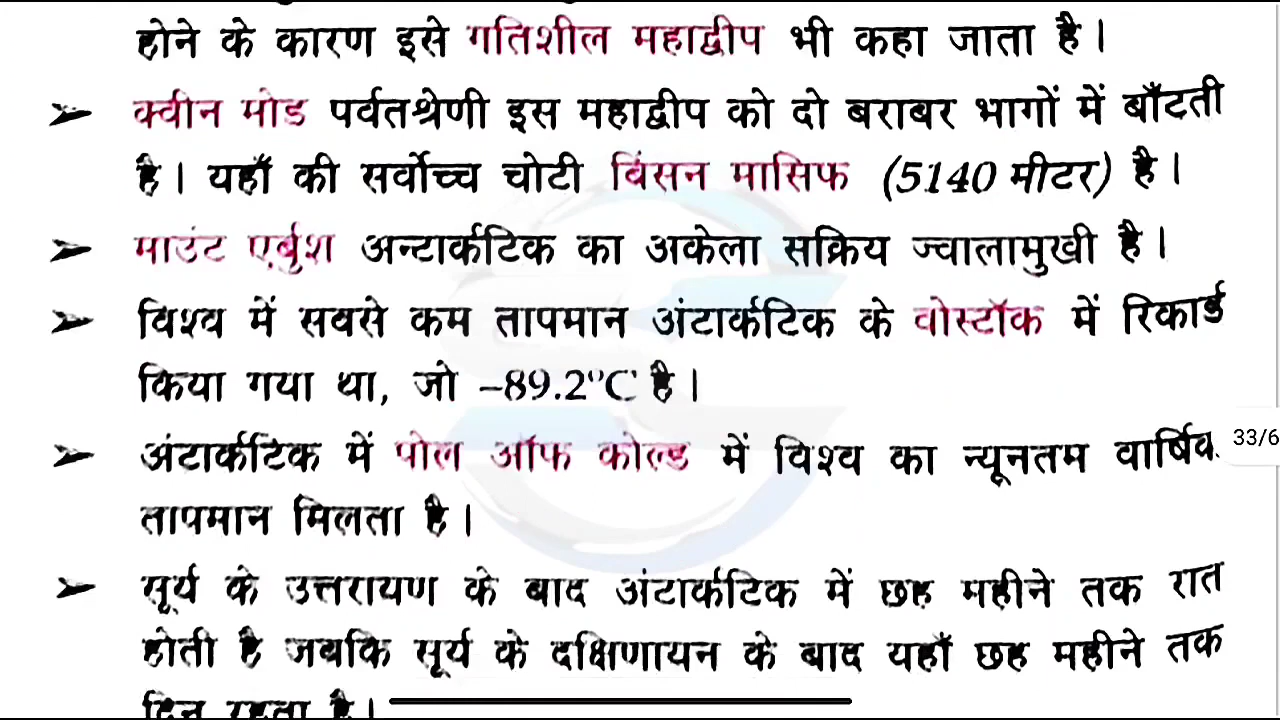 होने के कारण इसे गतिशील महाद्वीप भी कहा जाता है।
➢ क्वीन मोड पर्वतश्रेणी इस महाद्वीप को दो बराबर भागों में बाँटती
है। यहाँ की सर्वोच्च चोटी विंसन मासिफ (5140 मीटर) है।
➢ माउंट एर्बुश अन्टार्कटिक का अकेला सक्रिय ज्वालामुखी है।
➢ विश्व में सबसे कम तापमान अंटार्कटिक के वोस्टॉक में रिकार्ड
किया गया था, जो –89.2°C है।
➢ अंटार्कटिक में पोल ऑफ कोल्ड में विश्व का न्यूनतम वार्षिक
33/6
तापमान मिलता है।
➢ सूर्य के उत्तरायण के बाद अंटार्कटिक में छह महीने तक रात
होती है जबकि सूर्य के दक्षिणायन के बाद यहाँ छह महीने तक
दिन रहता है।